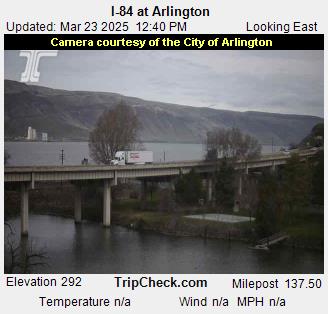 I-84 at Arlington
Updated: Mar 23 2025 12:40 PM Looking East
Camera courtesy of the City of Arlington
Elevation 292 TripCheck.com Milepost 137.50
Temperature n/a Wind n/a MPH n/a